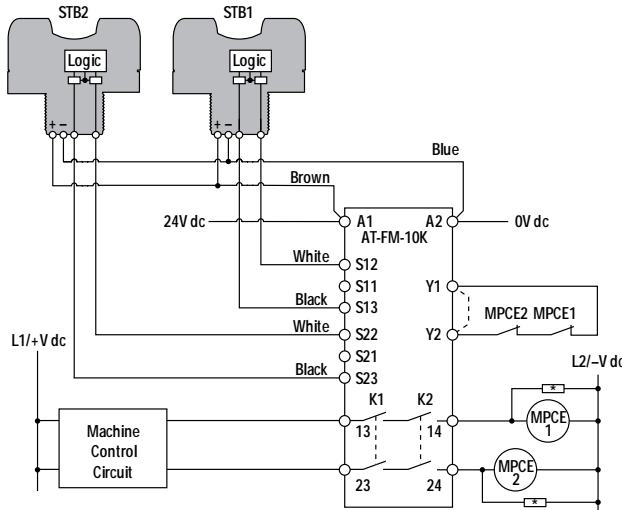 STB2 STB1
Logic Logic
+ − + −
Blue
Brown
24V dc A1 A2 0V dc
AT-FM-10K
White S12
S11 Y1
Black S13
MPCE2 MPCE1
White S22 Y2
L1/+V dc S21
L2/−V dc
Black S23
*
K1 K2
13 14 MPCE 1
Machine Control Circuit
23 24 MPCE 2
*